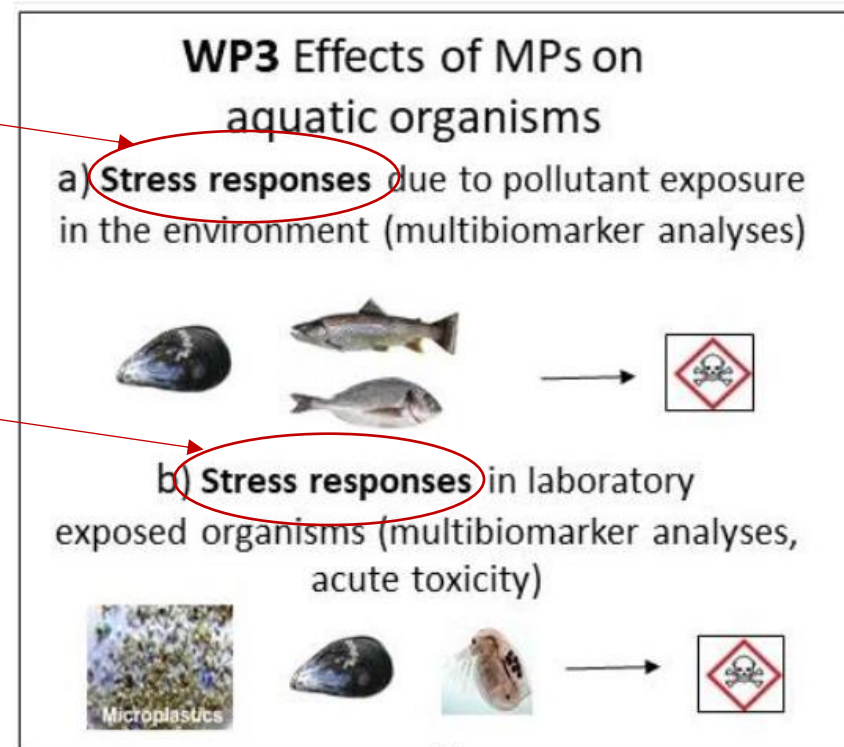 WP3 Effects of MPs on
aquatic organisms
a) Stress responses due to pollutant exposure
in the environment (multibiomarker analyses)
b) Stress responses in laboratory
exposed organisms (multibiomarker analyses,
acute toxicity)
Microplastics